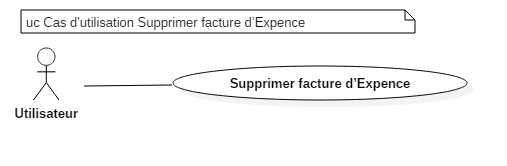 uc Cas d'utilisation Supprimer facture d'Expence
Supprimer facture d'Expence
Utilisateur